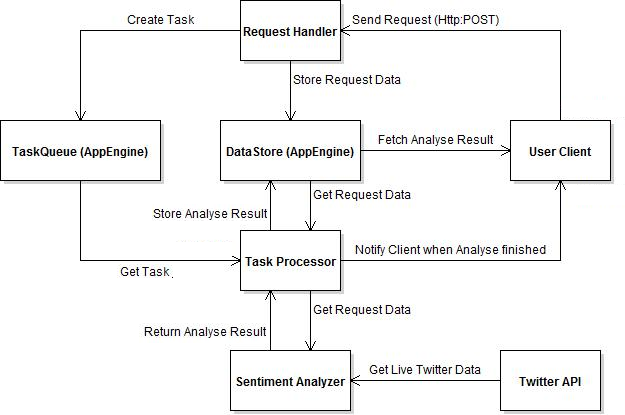 Create Task
Request Handler
Send Request (Http:POST)
Store Request Data
TaskQueue (AppEngine)
DataStore (AppEngine)
Fetch Analyse Result
User Client
Get Request Data
Store Analyse Result
Get Task
Task Processor
Notify Client when Analyse finished
Get Request Data
Return Analyse Result
Sentiment Analyzer
Get Live Twitter Data
Twitter API